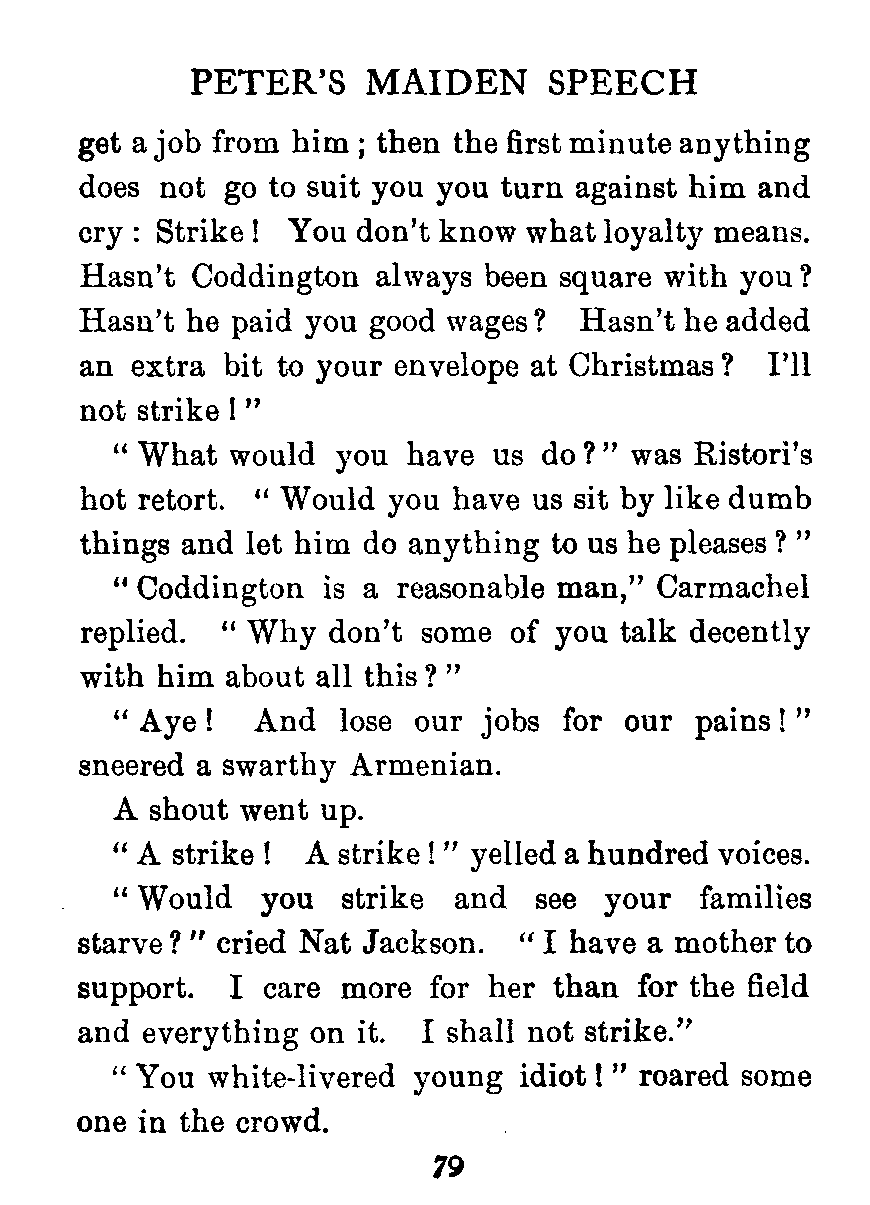 PETER'S MAIDEN SPEECH
get a job from him; then the first minute anything
does not go to suit you you turn against him and
cry: Strike! You don't know what loyalty means.
Hasn't Coddington always been square with you?
Hasn't he paid you good wages? Hasn't he added
an extra bit to your envelope at Christmas? I'll
not strike!"
"What would you have us do?" was Ristori's
hot retort. "Would you have us sit by like dumb
things and let him do anything to us he pleases?"
"Coddington is a reasonable man," Carmachel
replied. "Why don't some of you talk decently
with him about all this?"
"Aye! And lose our jobs for our pains!"
sneered a swarthy Armenian.
A shout went up.
"A strike! A strike!" yelled a hundred voices.
"Would you strike and see your families
starve?" cried Nat Jackson. "I have a mother to
support. I care more for her than for the field
and everything on it. I shall not strike."
"You white-livered young idiot!" roared some
one in the crowd.
79